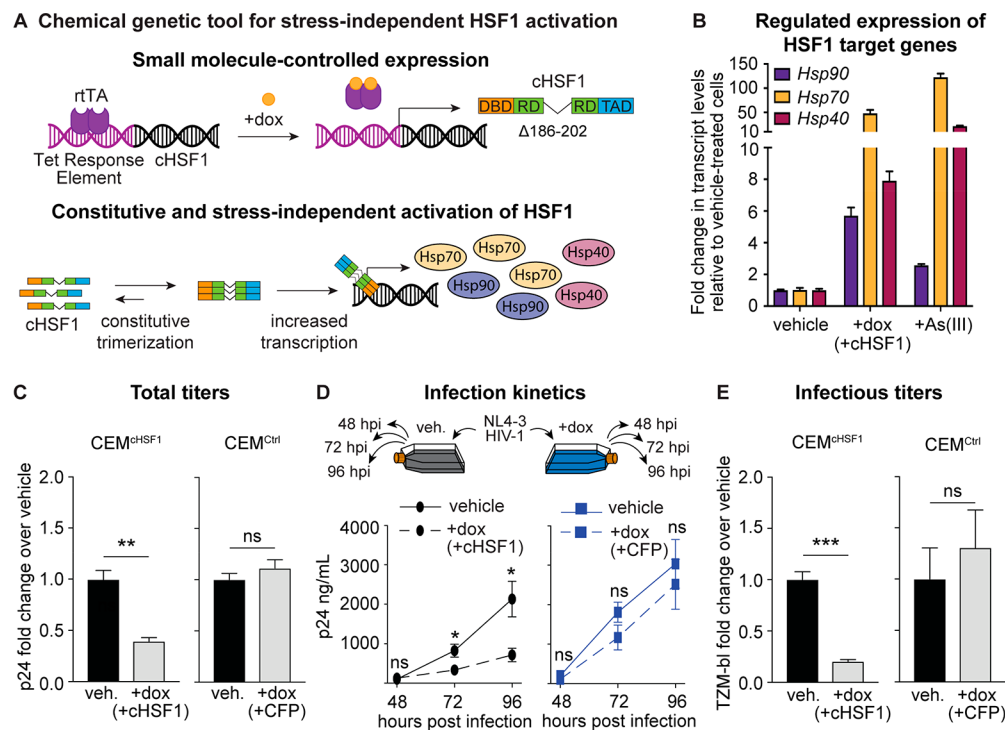 A Chemical genetic tool for stress-independent HSF1 activation
Small molecule-controlled expression
rtTA
+dox
cHSF1
DBD RD RD TAD
Δ186-202
Tet Response
Element
cHSF1
Constitutive and stress-independent activation of HSF1
cHSF1
constitutive
trimerization
increased
transcription
Hsp70
Hsp70
Hsp40
Hsp90
Hsp70
Hsp90
Hsp40
B Regulated expression of
HSF1 target genes
Fold change in transcript levels
relative to vehicle-treated cells
150
100
50
10
8
6
4
2
0
Hsp90
Hsp70
Hsp40
vehicle
+dox
(+cHSF1)
+As(III)
C Total titers
CEMcHSF1
CEMCtrl
p24 fold change over vehicle
2.0
1.5
1.0
0.5
0.0
**
ns
veh. +dox
(+cHSF1)
veh. +dox
(+CFP)
D Infection kinetics
48 hpi
72 hpi
96 hpi
veh.
NL4-3
HIV-1
+dox
48 hpi
72 hpi
96 hpi
vehicle
+dox
(+cHSF1)
vehicle
+dox
(+CFP)
p24 ng/mL
4000
3000
2000
1000
ns
*
*
ns
ns
ns
48 72 96
hours post infection
48 72 96
hours post infection
E Infectious titers
CEMcHSF1
CEMCtrl
TZM-bl fold change over vehicle
2.0
1.5
1.0
0.5
0.0
***
ns
veh. +dox
(+cHSF1)
veh. +dox
(+CFP)